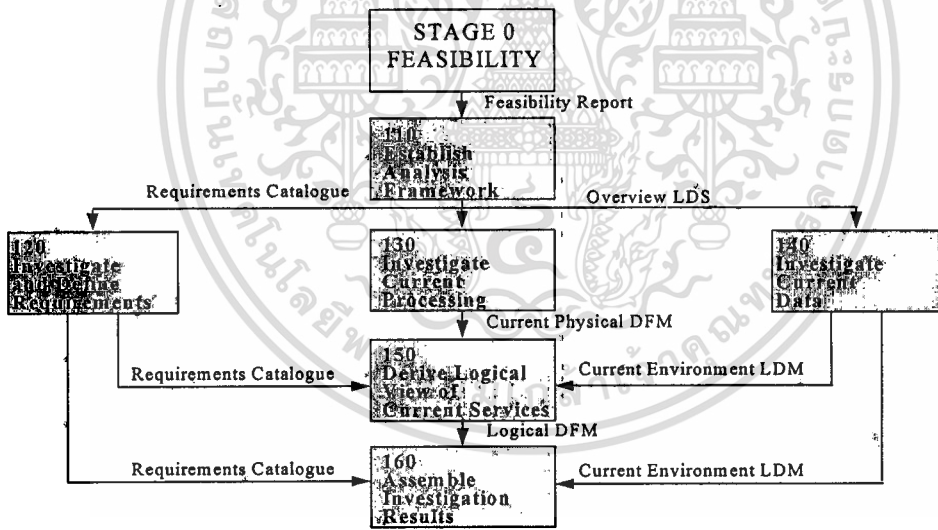 STAGE 0
FEASIBILITY
Feasibility Report
110
Establish
Analysis
Framework
Requirements Catalogue
Overview LDS
120
Investigate
and Define
Requirements
130
Investigate
Current
Processing
140
Investigate
Current
Data
Current Physical DFM
150
Derive Logical
View of
Current Services
Requirements Catalogue
Current Environment LDM
Logical DFM
160
Assemble
Investigation
Results
Requirements Catalogue
Current Environment LDM